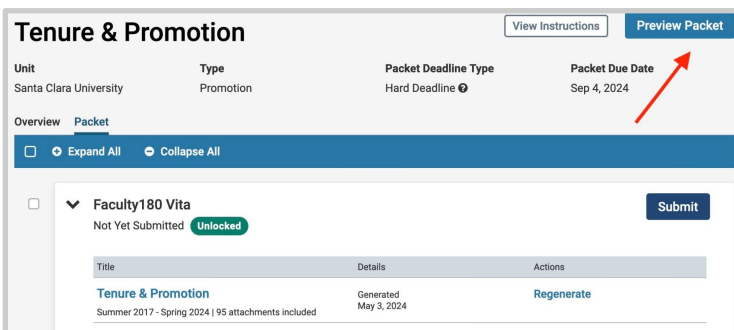 Tenure & Promotion
View Instructions
Preview Packet
Unit
Type
Packet Deadline Type
Packet Due Date
Santa Clara University
Promotion
Hard Deadline ?
Sep 4, 2024
Overview
Packet
Expand All
Collapse All
Faculty180 Vita
Submit
Not Yet Submitted Unlocked
Title
Details
Actions
Tenure & Promotion
Generated
Regenerate
Summer 2017 - Spring 2024 | 95 attachments included
May 3, 2024